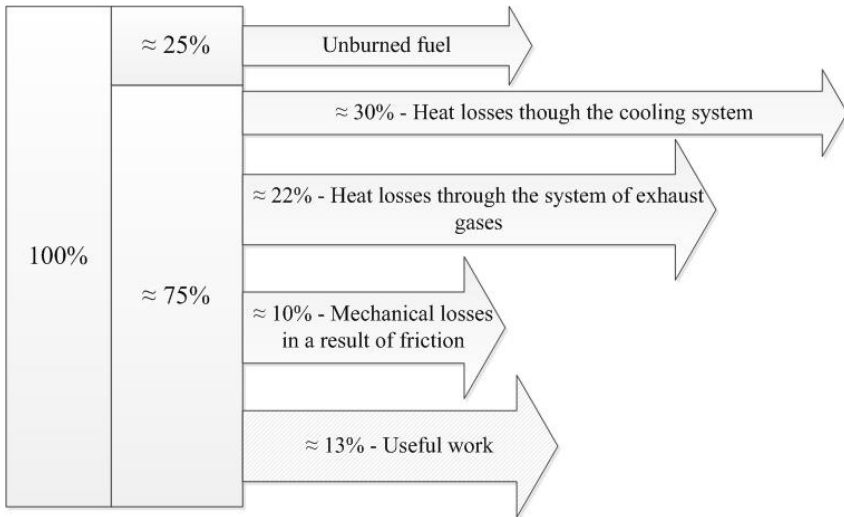 100%
≈ 25%
≈ 75%
Unburned fuel
≈ 30% - Heat losses though the cooling system
≈ 22% - Heat losses through the system of exhaust
gases
≈ 10% - Mechanical losses
in a result of friction
≈ 13% - Useful work